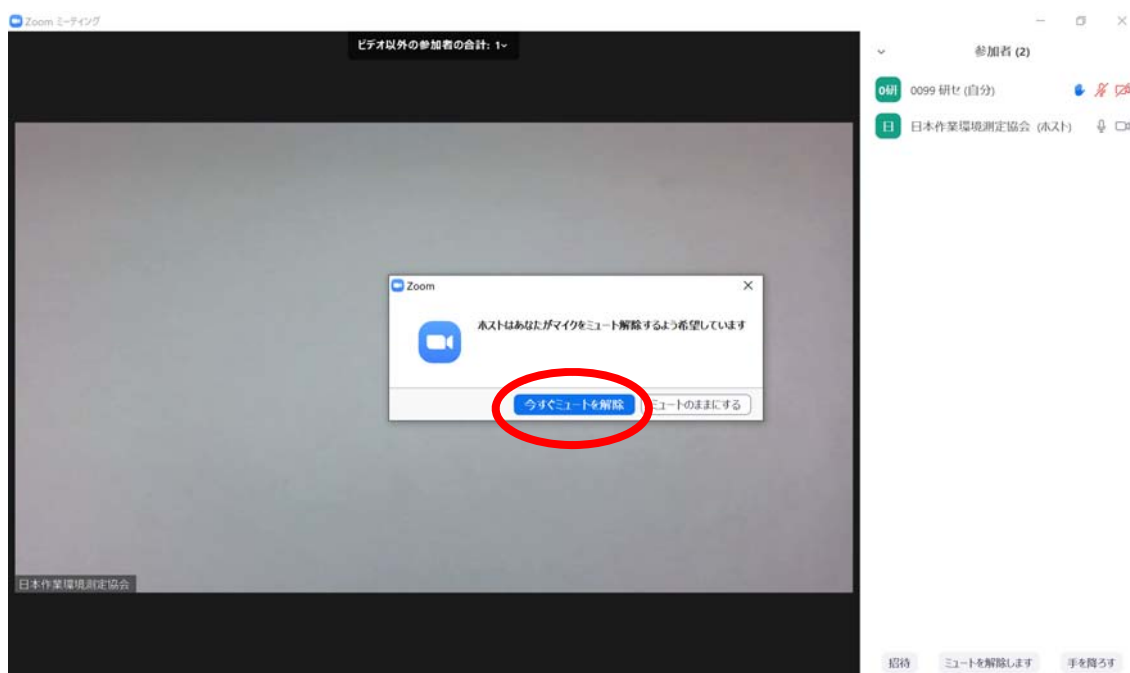 Zoom ミーティング
ビデオ以外の参加者の合計: 1
参加者 (2)
0研 0099 研セ (自分)
日 日本作業環境測定協会 (ホスト)
Zoom
ホストはあなたがマイクをミュート解除するよう希望しています
今すぐミュートを解除 ミュートのままにする
日本作業環境測定協会
招待 ミュートを解除します 手を降ろす